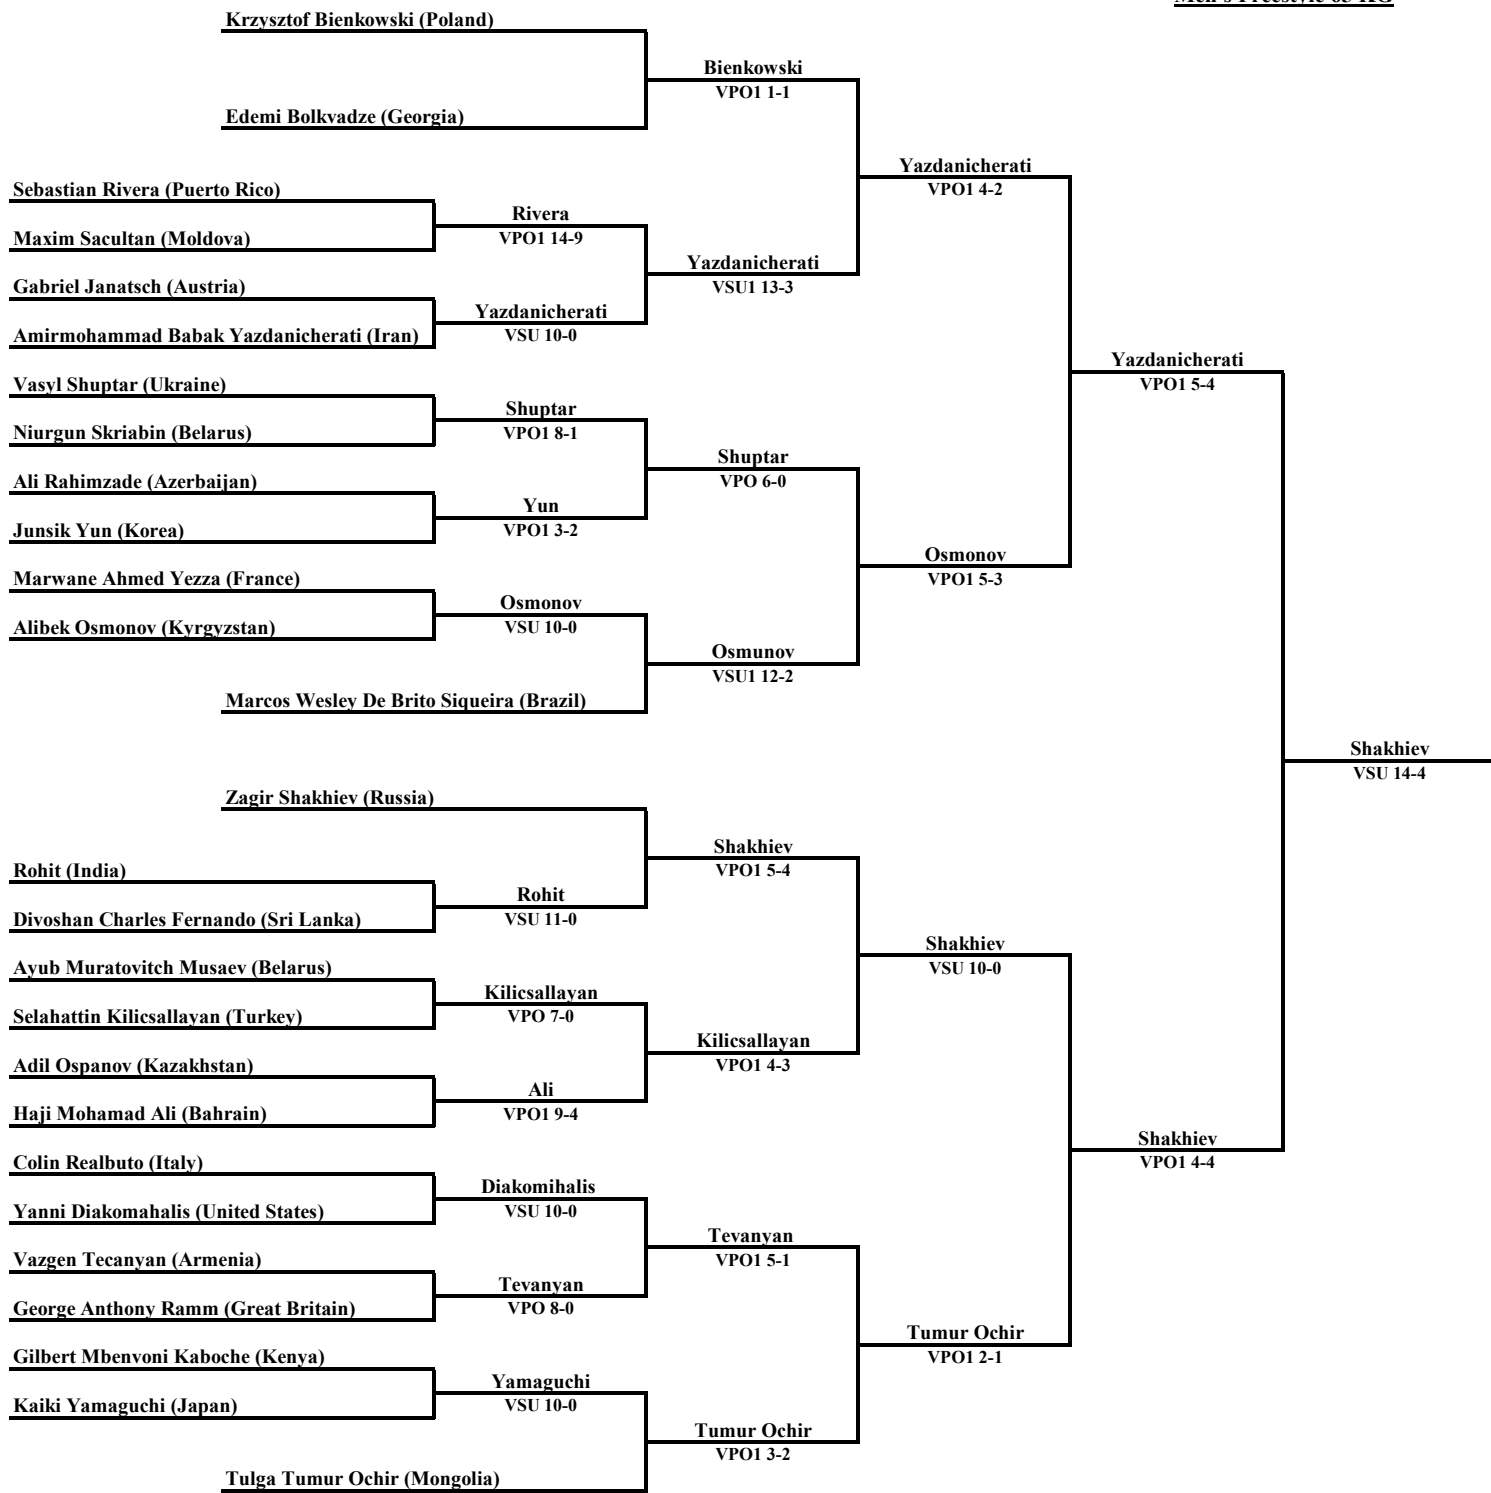 Men's Freestyle 65 KG
Krzysztof Bienkowski (Poland)
Bienkowski
VPO1 1-1
Edemi Bolkvadze (Georgia)
Yazdanicherati
VPO1 4-2
Sebastian Rivera (Puerto Rico)
Rivera
VPO1 14-9
Maxim Sacultan (Moldova)
Yazdanicherati
VSU1 13-3
Gabriel Janatsch (Austria)
Yazdanicherati
VSU 10-0
Amirmohammad Babak Yazdanicherati (Iran)
Yazdanicherati
VPO1 5-4
Vasyl Shuptar (Ukraine)
Shuptar
VPO1 8-1
Niurgun Skriabin (Belarus)
Shuptar
VPO 6-0
Ali Rahimzade (Azerbaijan)
Yun
VPO1 3-2
Junsik Yun (Korea)
Osmonov
VPO1 5-3
Marwane Ahmed Yezza (France)
Osmonov
VSU 10-0
Alibek Osmonov (Kyrgyzstan)
Osmunov
VSU1 12-2
Marcos Wesley De Brito Siqueira (Brazil)
Shakhiev
VSU 14-4
Zagir Shakhiev (Russia)
Shakhiev
VPO1 5-4
Rohit (India)
Rohit
VSU 11-0
Divoshan Charles Fernando (Sri Lanka)
Shakhiev
VSU 10-0
Ayub Muratovitch Musaev (Belarus)
Kilicsallayan
VPO 7-0
Selahattin Kilicsallayan (Turkey)
Kilicsallayan
VPO1 4-3
Adil Ospanov (Kazakhstan)
Ali
VPO1 9-4
Haji Mohamad Ali (Bahrain)
Shakhiev
VPO1 4-4
Colin Realbuto (Italy)
Diakomihalis
VSU 10-0
Yanni Diakomahalis (United States)
Tevanyan
VPO1 5-1
Vazgen Tecanyan (Armenia)
Tevanyan
VPO 8-0
George Anthony Ramm (Great Britain)
Tumur Ochir
VPO1 2-1
Gilbert Mbenvoni Kaboche (Kenya)
Yamaguchi
VSU 10-0
Kaiki Yamaguchi (Japan)
Tumur Ochir
VPO1 3-2
Tulga Tumur Ochir (Mongolia)